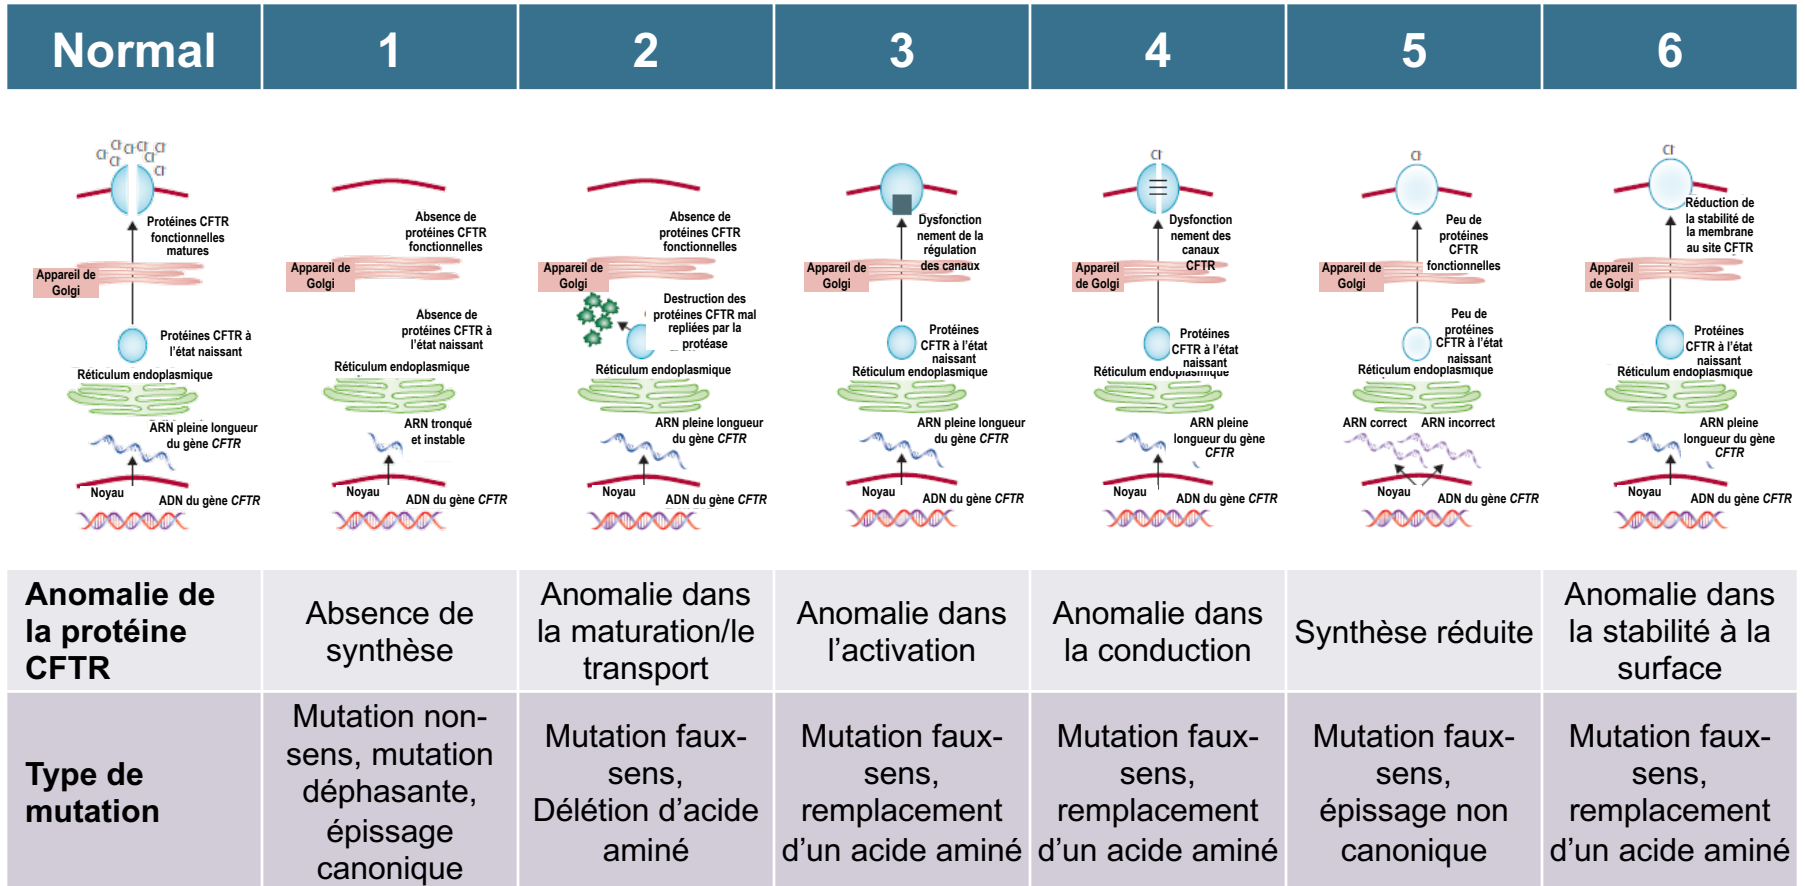 Normal
1
2
3
4
5
6
Cl- Cl- Cl- Cl- Cl-
Cl- Cl- Cl-
Cl-
Protéines CFTR
fonctionnelles
matures
Appareil de
Golgi
Protéines CFTR à
l’état naissant
Réticulum endoplasmique
ARN pleine longueur
du gène CFTR
Noyau
ADN du gène CFTR
Absence de
protéines CFTR
fonctionnelles
Appareil de
Golgi
Absence de
protéines CFTR à
l’état naissant
Réticulum endoplasmique
ARN tronqué
et instable
Noyau
ADN du gène CFTR
Absence de
protéines CFTR
fonctionnelles
Appareil de
Golgi
Destruction des
protéines CFTR mal
repliées par la
protéase
Réticulum endoplasmique
ARN pleine longueur
du gène CFTR
Noyau
ADN du gène CFTR
Dysfonction
nement de la
régulation
des canaux
Appareil de
Golgi
Protéines
CFTR à l’état
naissant
Réticulum endoplasmique
ARN pleine longueur
du gène CFTR
Noyau
ADN du gène CFTR
Cl-
Dysfonction
nement des
canaux
CFTR
Appareil
de Golgi
Protéines
CFTR à l’état
naissant
Réticulum endoplasmique
ARN pleine
longueur du gène
CFTR
Noyau
ADN du gène CFTR
Cl-
Peu de
protéines
CFTR
fonctionnelles
Appareil de
Golgi
Peu de
protéines
CFTR à l’état
naissant
Réticulum endoplasmique
ARN correct
ARN incorrect
Noyau
ADN du gène CFTR
Cl-
Réduction de
la stabilité de
la membrane
au site CFTR
Appareil
de Golgi
Protéines
CFTR à l’état
naissant
Réticulum endoplasmique
ARN pleine
longueur du gène
CFTR
Noyau
ADN du gène CFTR
Anomalie de
la protéine
CFTR
Absence de
synthèse
Anomalie dans
la maturation/le
transport
Anomalie dans
l’activation
Anomalie dans
la conduction
Synthèse réduite
Anomalie dans
la stabilité à la
surface
Type de
mutation
Mutation non-
sens, mutation
déphasante,
épissage
canonique
Mutation faux-
sens,
Délétion d’acide
aminé
Mutation faux-
sens,
remplacement
d’un acide aminé
Mutation faux-
sens,
remplacement
d’un acide aminé
Mutation faux-
sens,
épissage non
canonique
Mutation faux-
sens,
remplacement
d’un acide aminé